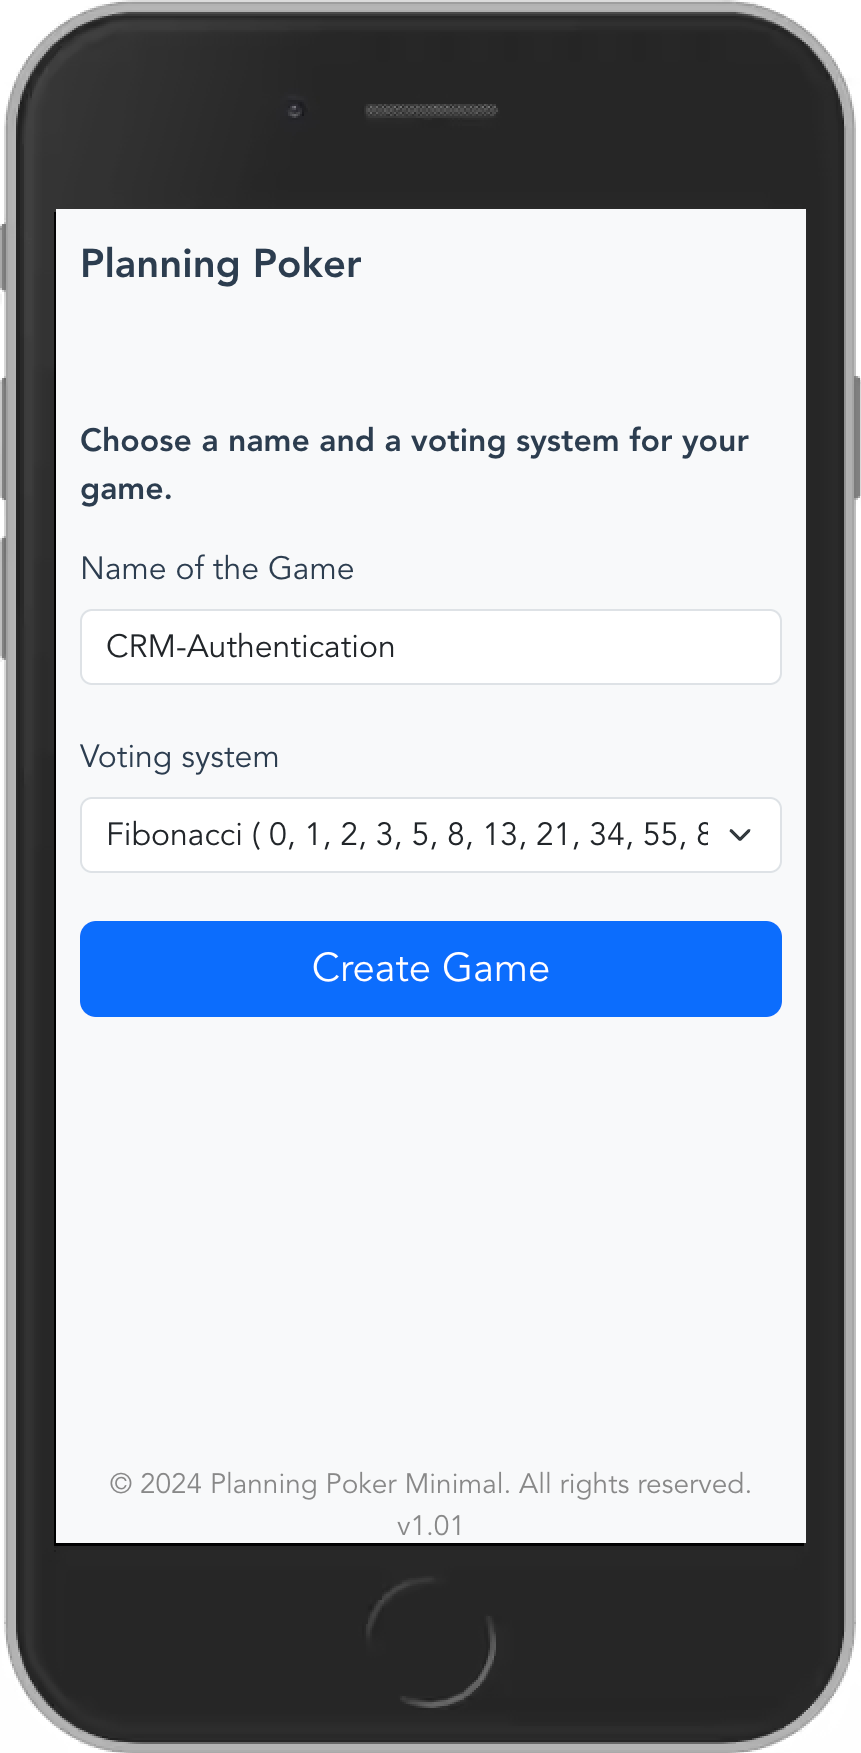 Planning Poker
Choose a name and a voting system for your
game.
Name of the Game
CRM-Authentication
Voting system
Fibonacci ( 0, 1, 2, 3, 5, 8, 13, 21, 34, 55, 8
Create Game
© 2024 Planning Poker Minimal. All rights reserved.
v1.01